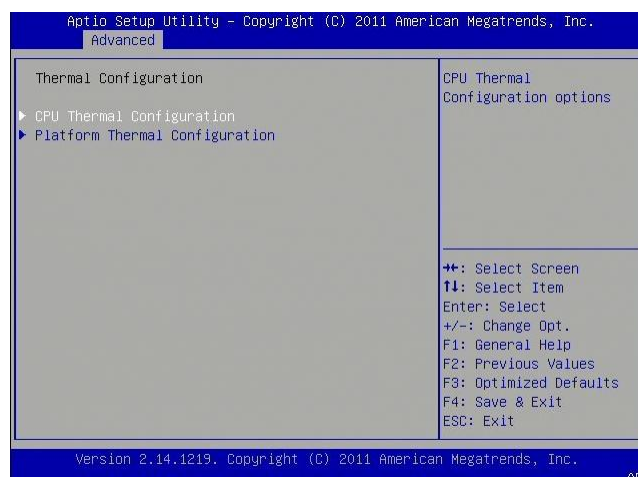 Aptio Setup Utility – Copyright (C) 2011 American Megatrends, Inc.
Advanced
Thermal Configuration
CPU Thermal Configuration
Platform Thermal Configuration
CPU Thermal
Configuration options
→←: Select Screen
↑↓: Select Item
Enter: Select
+/-: Change Opt.
F1: General Help
F2: Previous Values
F3: Optimized Defaults
F4: Save & Exit
ESC: Exit
Version 2.14.1219. Copyright (C) 2011 American Megatrends, Inc.